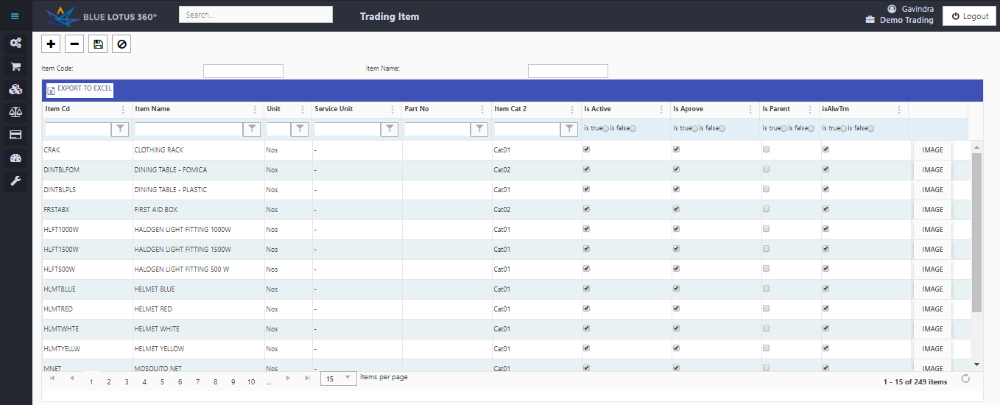 BLUE LOTUS 360°
Search...
Trading Item
Gavindra
Demo Trading
Logout
Item Code:
Item Name:
EXPORT TO EXCEL
Item Cd Item Name Unit Service Unit Part No Item Cat 2 Is Active Is Aprove Is Parent isAlwTrn
is true is false is true is false is true is false is true is false
CRAK CLOTHING RACK Nos - Cat01 IMAGE
DINTBLFOM DINING TABLE - FOMICA Nos - Cat02 IMAGE
DINTBLPLS DINING TABLE - PLASTIC Nos - Cat01 IMAGE
FRSTABX FIRST AID BOX Nos - Cat02 IMAGE
HLFT1000W HALOGEN LIGHT FITTING 1000W Nos - Cat01 IMAGE
HLFT1500W HALOGEN LIGHT FITTING 1500W Nos - Cat01 IMAGE
HLFT500W HALOGEN LIGHT FITTING 500 W Nos - Cat01 IMAGE
HLMTBLUE HELMET BLUE Nos - Cat01 IMAGE
HLMTRED HELMET RED Nos - Cat01 IMAGE
HLMTWHTE HELMET WHITE Nos - Cat01 IMAGE
HLMTYELLW HELMET YELLOW Nos - Cat01 IMAGE
MNET MOSQUITO NET Nos - Cat01 IMAGE
1 2 3 4 5 6 7 8 9 10 ... 15 items per page 1 - 15 of 249 items